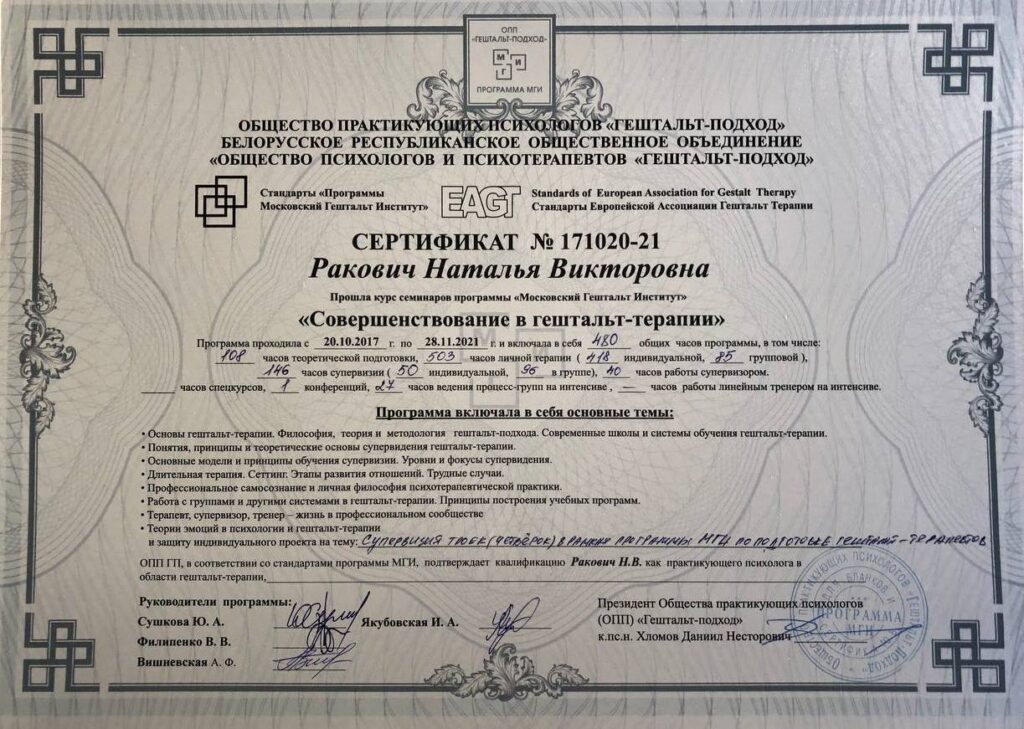 ОПП
«ГЕШТАЛЬТ-ПОДХОД»
М И
Г
ПРОГРАММА МГИ
ОБЩЕСТВО ПРАКТИКУЮЩИХ ПСИХОЛОГОВ «ГЕШТАЛЬТ-ПОДХОД»
БЕЛОРУССКОЕ РЕСПУБЛИКАНСКОЕ ОБЩЕСТВЕННОЕ ОБЪЕДИНЕНИЕ
«ОБЩЕСТВО ПСИХОЛОГОВ И ПСИХОТЕРАПЕВТОВ «ГЕШТАЛЬТ-ПОДХОД»
Стандарты «Программы
Московский Гештальт Институт»
EAGT
Standards of European Association for Gestalt Therapy
Стандарты Европейской Ассоциации Гештальт Терапии
СЕРТИФИКАТ № 171020-21
Ракович Наталья Викторовна
Прошла курс семинаров программы «Московский Гештальт Институт»
«Совершенствование в гештальт-терапии»
Программа проходила с 20.10.2017 г. по 28.11.2021 г. и включала в себя 480 общих часов программы, в том числе:
108 часов теоретической подготовки, 503 часов личной терапии ( 418 индивидуальной, 85 групповой ),
146 часов супервизии ( 50 индивидуальной, 96 в группе), 40 часов работы супервизором.
часов спецкурсов, 1 конференций, 27 часов ведения процесс-групп на интенсиве , — часов работы линейным тренером на интенсиве.
Программа включала в себя основные темы:
• Основы гештальт-терапии. Философия, теория и методология гештальт-подхода. Современные школы и системы обучения гештальт-терапии.
• Понятия, принципы и теоретические основы супервидения гештальт-терапии.
• Основные модели и принципы обучения супервизии. Уровни и фокусы супервидения.
• Длительная терапия. Сеттинг. Этапы развития отношений. Трудные случаи.
• Профессиональное самосознание и личная философия психотерапевтической практики.
• Работа с группами и другими системами в гештальт-терапии. Принципы построения учебных программ.
• Терапевт, супервизор, тренер – жизнь в профессиональном сообществе
• Теории эмоций в психологии и гештальт-терапии
и защиту индивидуального проекта на тему: Супервизия троек (четвёрок) в рамках программы МГИ по подготовке гештальт-терапевтов
ОПП ГП, в соответствии со стандартами программы МГИ, подтверждает квалификацию Ракович Н.В. как практикующего психолога в
области гештальт-терапии,
Руководители программы:
Сушкова Ю. А. Якубовская И. А.
Филипенко В. В.
Вишневская А. Ф.
Президент Общества практикующих психологов
(ОПП) «Гештальт-подход»
к.пс.н. Хломов Даниил Несторович
ПРОГРАММА
МГИ